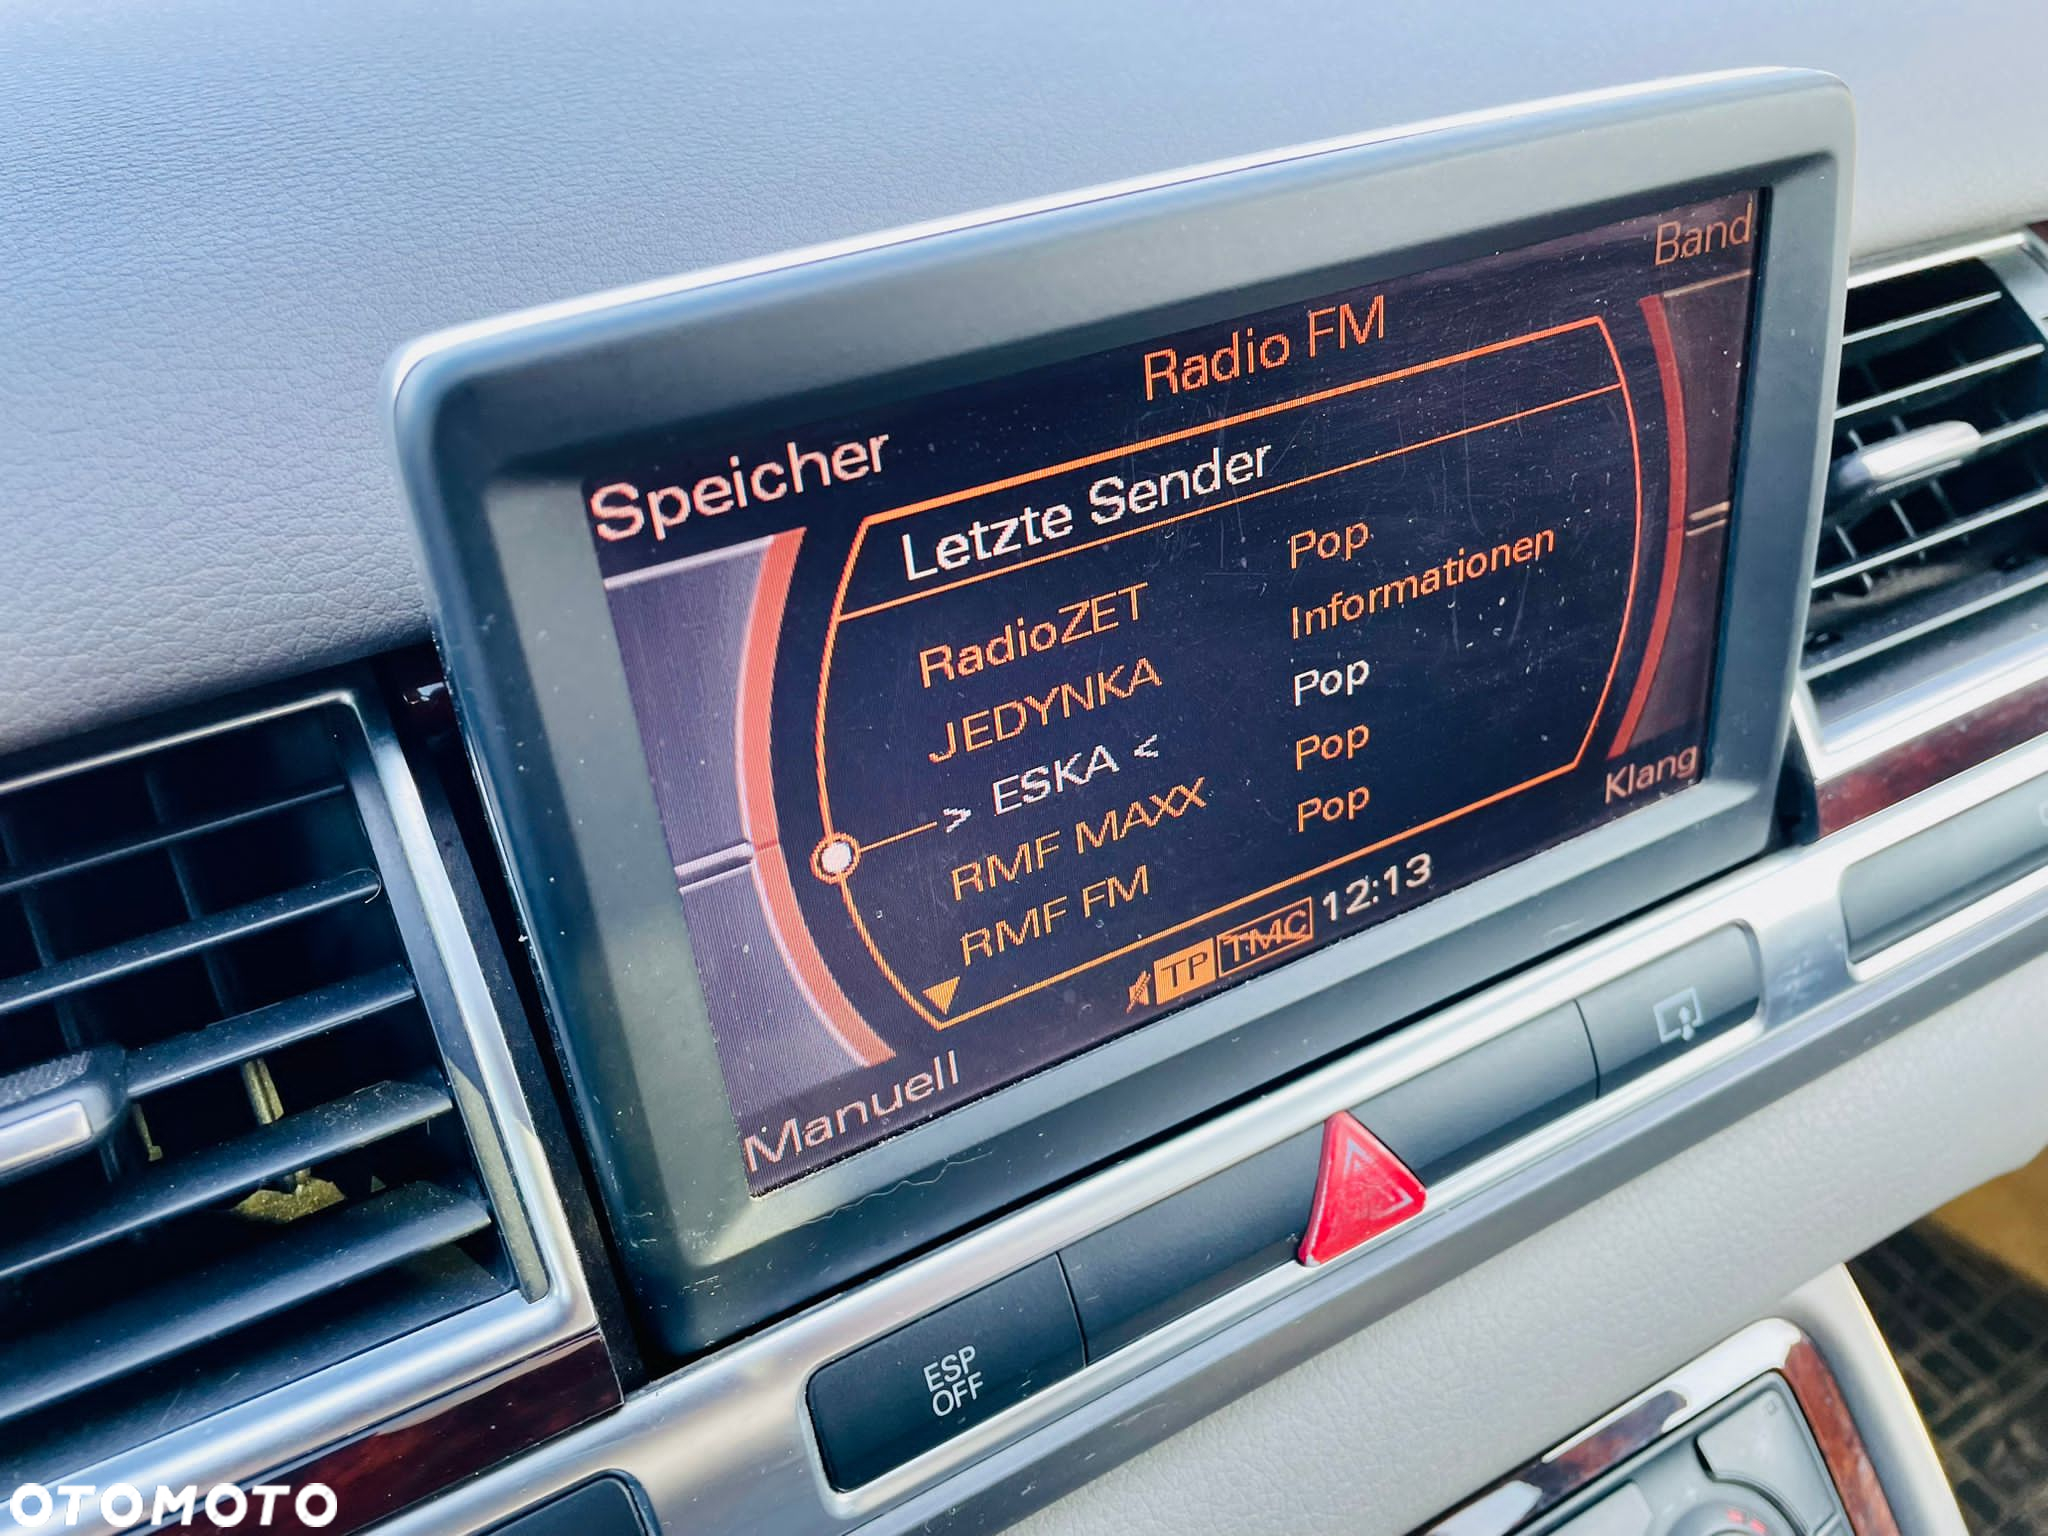 Band
Radio FM
Speicher
Letzte Sender
RadioZET Pop
JEDYNKA Informationen
> ESKA < Pop
RMF MAXX Pop
RMF FM Pop
Klang
TP TMC 12:13
Manuell
ESP
OFF
OTOMOTO